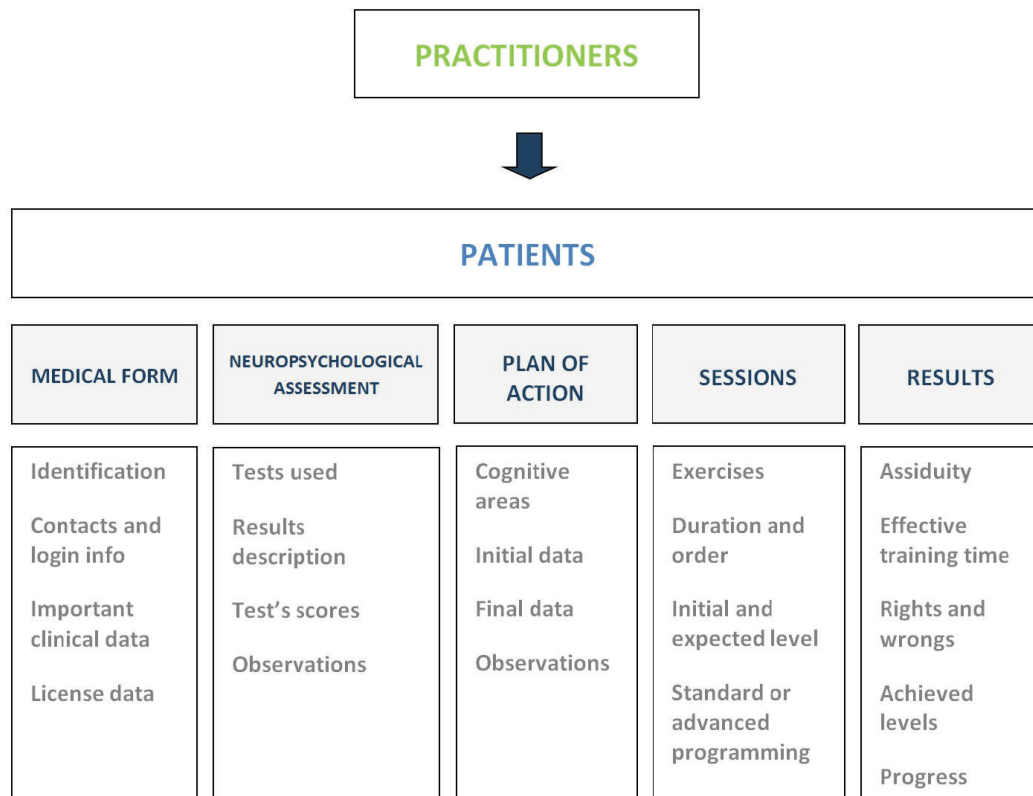 PRACTITIONERS
PATIENTS
MEDICAL FORM
NEUROPSYCHOLOGICAL
ASSESSMENT
PLAN OF
ACTION
SESSIONS
RESULTS
Identification
Contacts and
login info
Important
clinical data
License data
Tests used
Results
description
Test’s scores
Observations
Cognitive
areas
Initial data
Final data
Observations
Exercises
Duration and
order
Initial and
expected level
Standard or
advanced
programming
Assiduity
Effective
training time
Rights and
wrongs
Achieved
levels
Progress